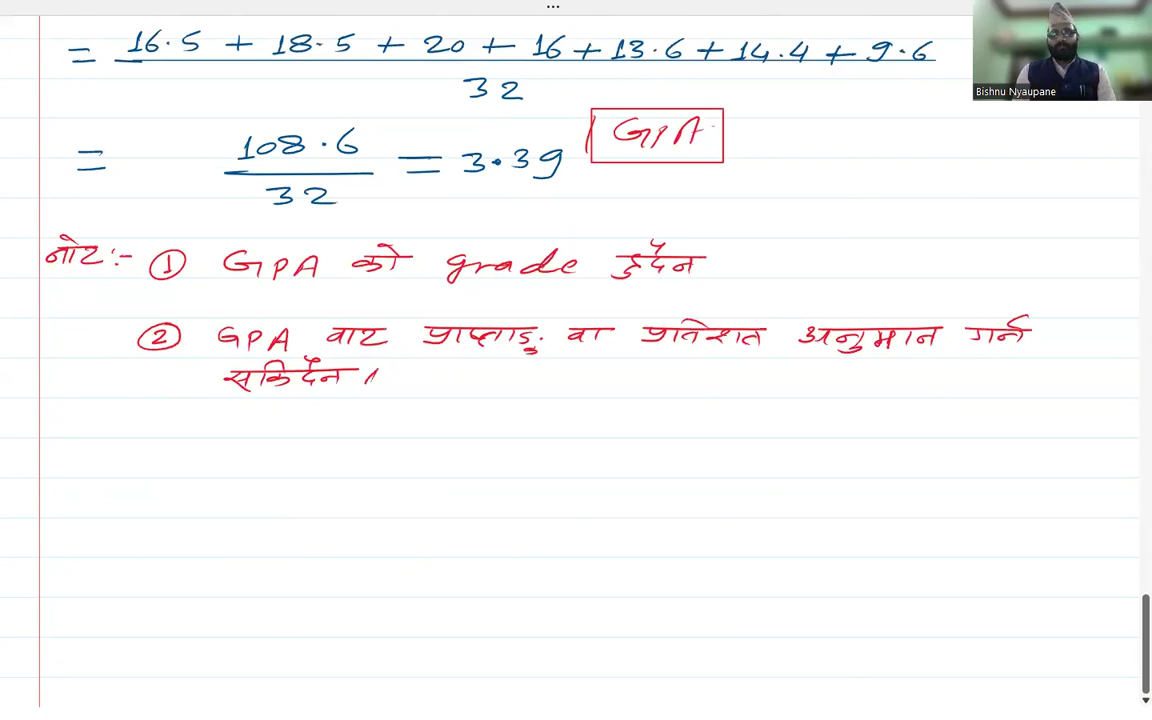 ...
= 16.5 + 18.5 + 20 + 16 + 13.6 + 14.4 + 9.6
32
Bishnu Nyaupane
= 108.6 / 32 = 3.39 GPA
नोट:- ① GPA को grade हुदैन
② GPA वाट प्राप्ताङ्क वा प्रतिशत अनुमान गर्न
सकिदैन ।